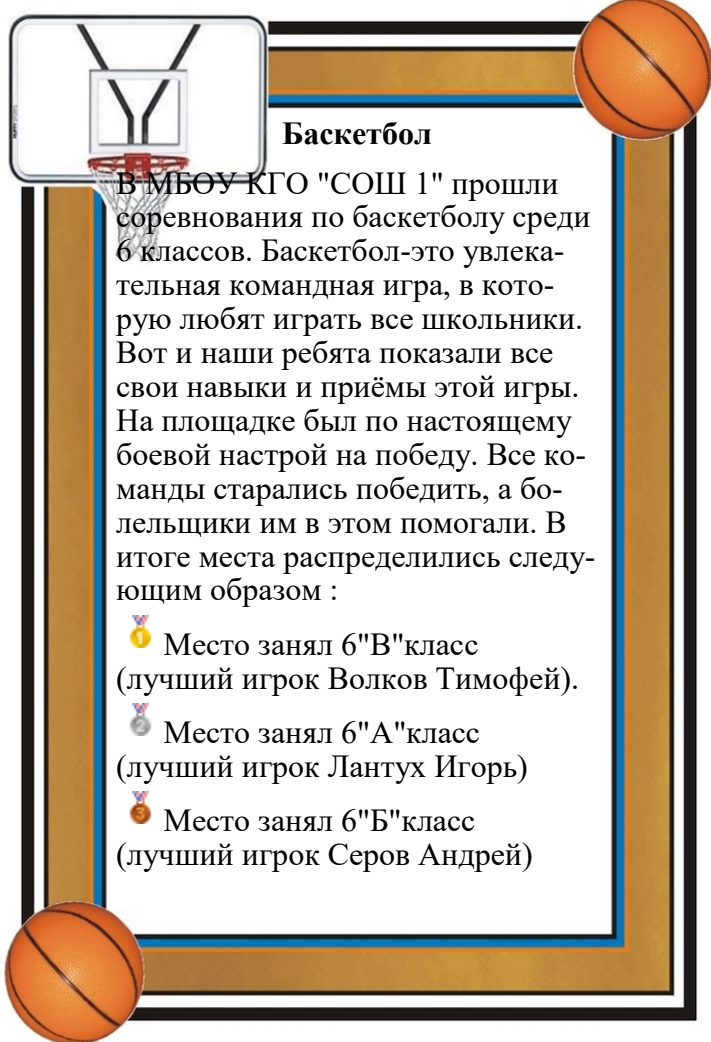 Баскетбол
В МБОУ КГО "СОШ 1" прошли
соревнования по баскетболу среди
6 классов. Баскетбол-это увлека-
тельная командная игра, в кото-
рую любят играть все школьники.
Вот и наши ребята показали все
свои навыки и приёмы этой игры.
На площадке был по настоящему
боевой настрой на победу. Все ко-
манды старались победить, а бо-
лельщики им в этом помогали. В
итоге места распределились следу-
ющим образом :
1 Место занял 6"В"класс
(лучший игрок Волков Тимофей).
2 Место занял 6"А"класс
(лучший игрок Лантух Игорь)
3 Место занял 6"Б"класс
(лучший игрок Серов Андрей)